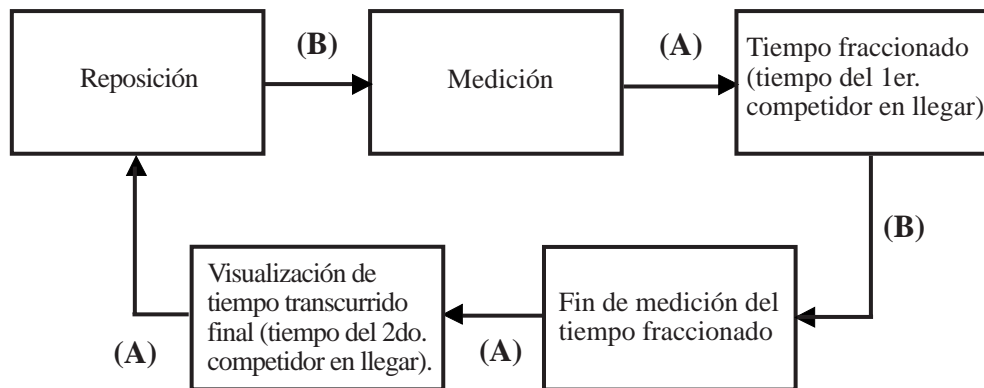 Reposición
(B)
Medición
(A)
Tiempo fraccionado
(tiempo del 1er.
competidor en llegar)
(B)
Fin de medición del
tiempo fraccionado
(A)
Visualización de
tiempo transcurrido
final (tiempo del 2do.
competidor en llegar).
(A)